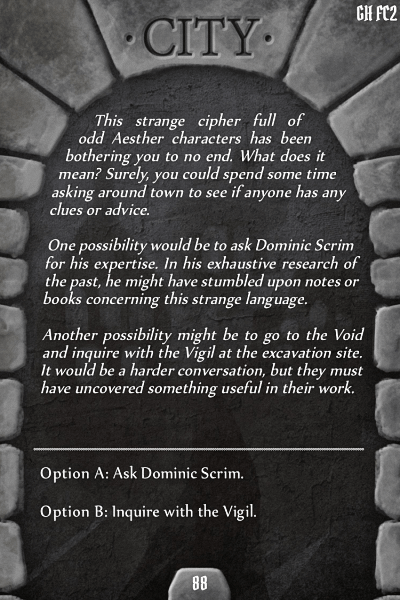 GH FC2
·CITY·
This strange cipher full of
odd Aesther characters has been
bothering you to no end. What does it
mean? Surely, you could spend some time
asking around town to see if anyone has any
clues or advice.
One possibility would be to ask Dominic Scrim
for his expertise. In his exhaustive research of
the past, he might have stumbled upon notes or
books concerning this strange language.
Another possibility might be to go to the Void
and inquire with the Vigil at the excavation site.
It would be a harder conversation, but they must
have uncovered something useful in their work.
Option A: Ask Dominic Scrim.
Option B: Inquire with the Vigil.
88